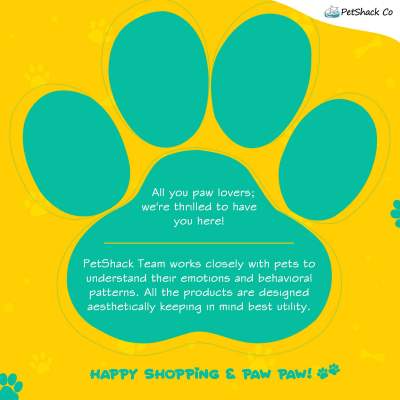 PetShack Co
All you paw lovers;
we're thrilled to have
you here!
PetShack Team works closely with pets to
understand their emotions and behavioral
patterns. All the products are designed
aesthetically keeping in mind best utility.
HAPPY SHOPPING & PAW PAW!